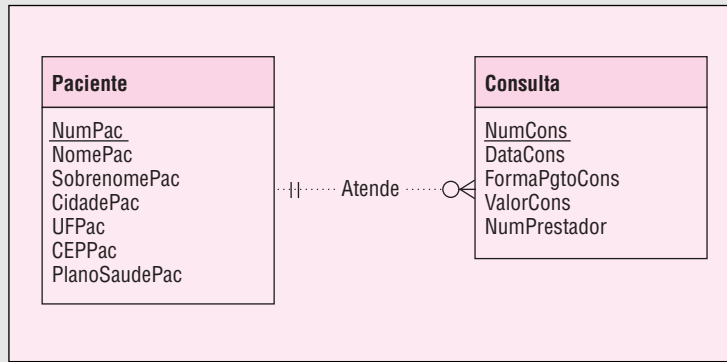 Paciente
NumPac
NomePac
SobrenomePac
CidadePac
UFPac
CEPPac
PlanoSaudePac
Atende
Consulta
NumCons
DataCons
FormaPgtoCons
ValorCons
NumPrestador